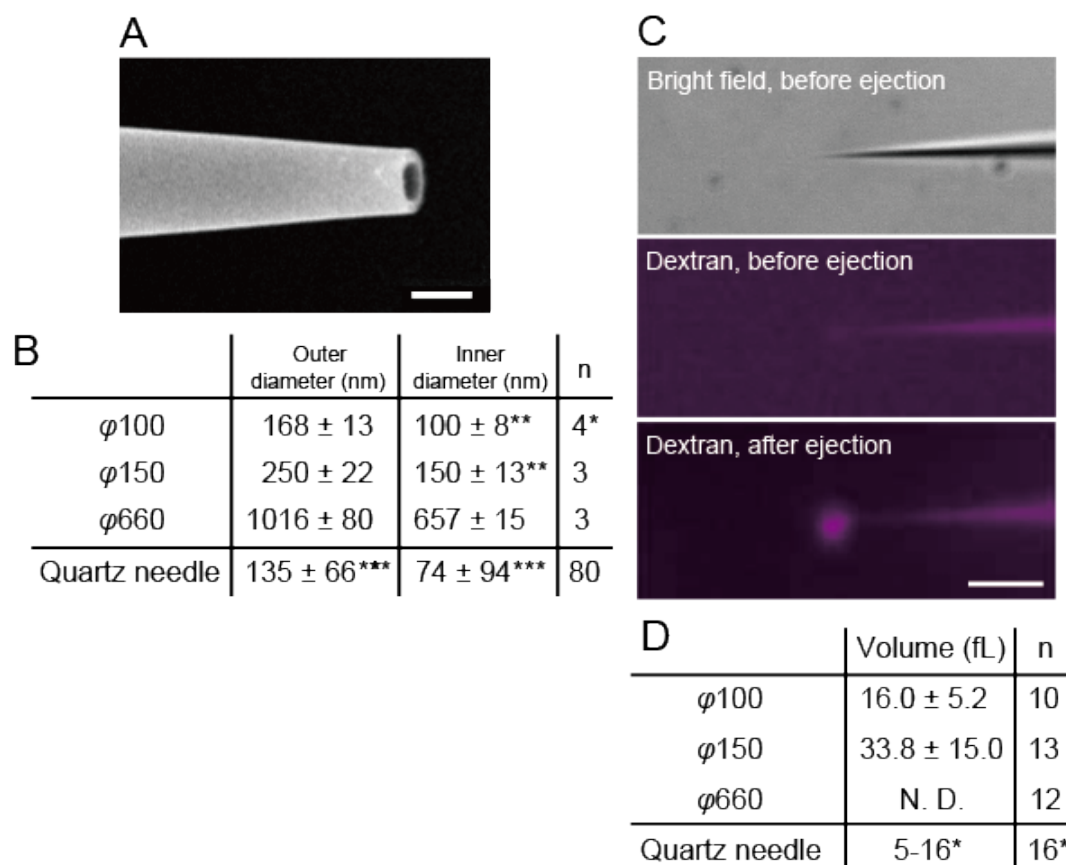 A
B
Outer diameter (nm) Inner diameter (nm) n
φ100 168 ± 13 100 ± 8** 4*
φ150 250 ± 22 150 ± 13** 3
φ660 1016 ± 80 657 ± 15 3
Quartz needle 135 ± 66*** 74 ± 94*** 80
C
Bright field, before ejection
Dextran, before ejection
Dextran, after ejection
D
Volume (fL) n
φ100 16.0 ± 5.2 10
φ150 33.8 ± 15.0 13
φ660 N. D. 12
Quartz needle 5-16* 16*